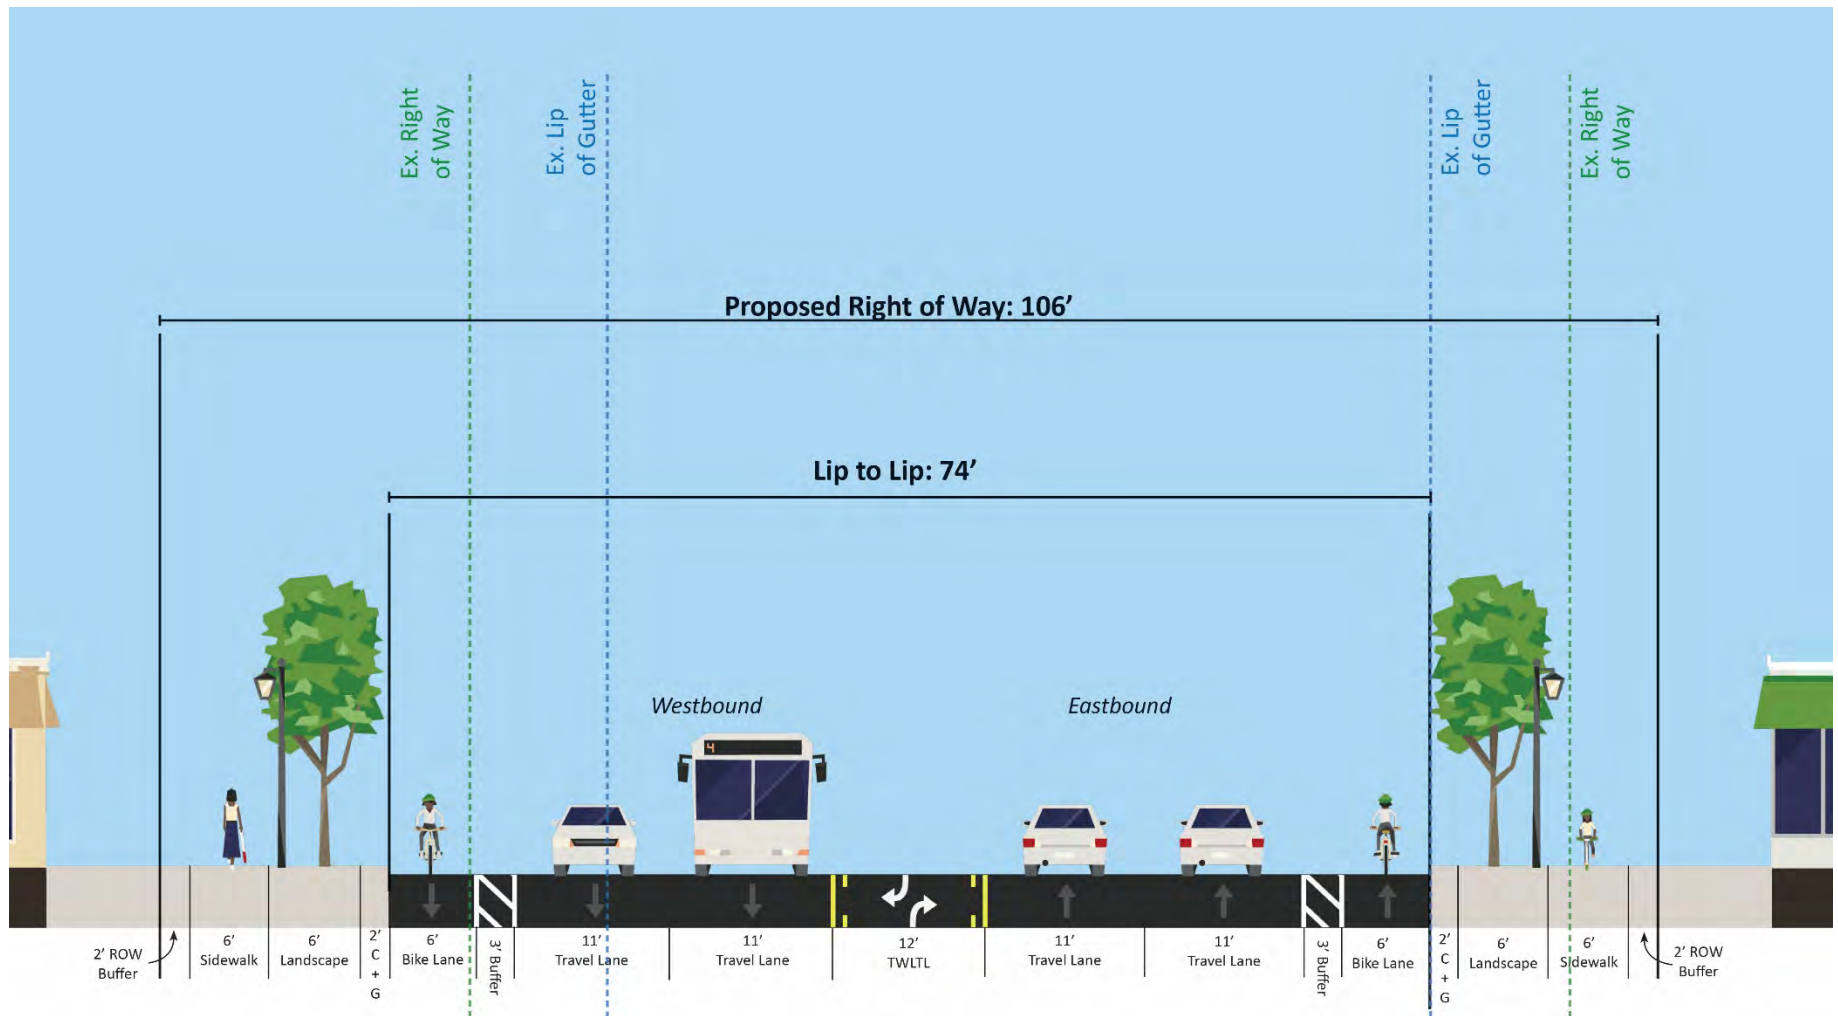 Ex. Right
of Way
Ex. Lip
of Gutter
Ex. Lip
of Gutter
Ex. Right
of Way
Proposed Right of Way: 106’
Lip to Lip: 74’
Westbound
Eastbound
4
2’ ROW
Buffer
6’
Sidewalk
6’
Landscape
2’
C
+
G
6’
Bike Lane
3’ Buffer
11’
Travel Lane
11’
Travel Lane
12’
TWLTL
11’
Travel Lane
11’
Travel Lane
3’ Buffer
6’
Bike Lane
2’
C
+
G
6’
Landscape
6’
Sidewalk
2’ ROW
Buffer